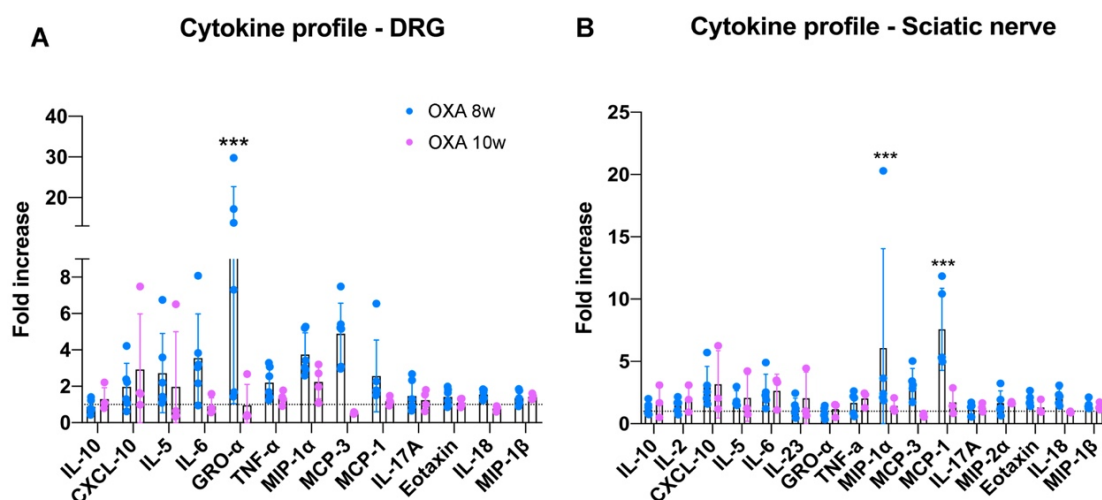 A
Cytokine profile - DRG
Fold increase
40
30
20
8
6
4
2
0
***
OXA 8w
OXA 10w
IL-10
CXCL-10
IL-5
IL-6
GRO-α
TNF-α
MIP-1α
MCP-3
MCP-1
IL-17A
Eotaxin
IL-18
MIP-1β
B
Cytokine profile - Sciatic nerve
Fold increase
25
20
15
10
5
0
***
***
IL-10
IL-2
CXCL-10
IL-5
IL-6
IL-23
GRO-α
TNF-a
MIP-1α
MCP-3
MCP-1
IL-17A
MIP-2α
Eotaxin
IL-18
MIP-1β